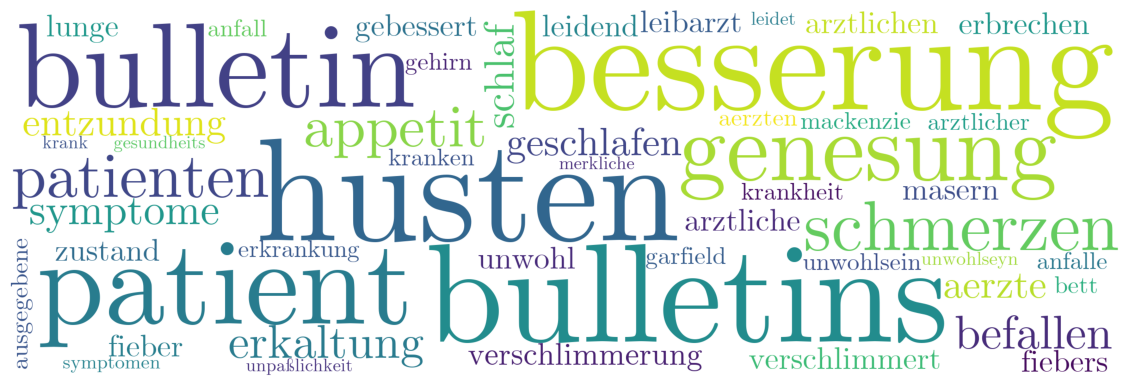 lunge
anfall
gebessert
schlaf
leidend
leibarzt
leidet
arztlichen
erbrechen
bulletin
gehirn
besserung
entzundung
appetit
aerzten
mackenzie
arztlicher
krank
gesundheits
kranken
geschlafen
merkliche
genesung
patienten
husten
krankheit
masern
symptome
arztliche
schmerzen
ausgegebene
zustand
erkrankung
unwohl
garfield
unwohlsein
unwohlseyn
anfalle
patient
bulletins
aerzte
bett
fieber
erkaltung
befallen
symptomen
unpaßlichkeit
verschlimmerung
verschlimmert
fiebers